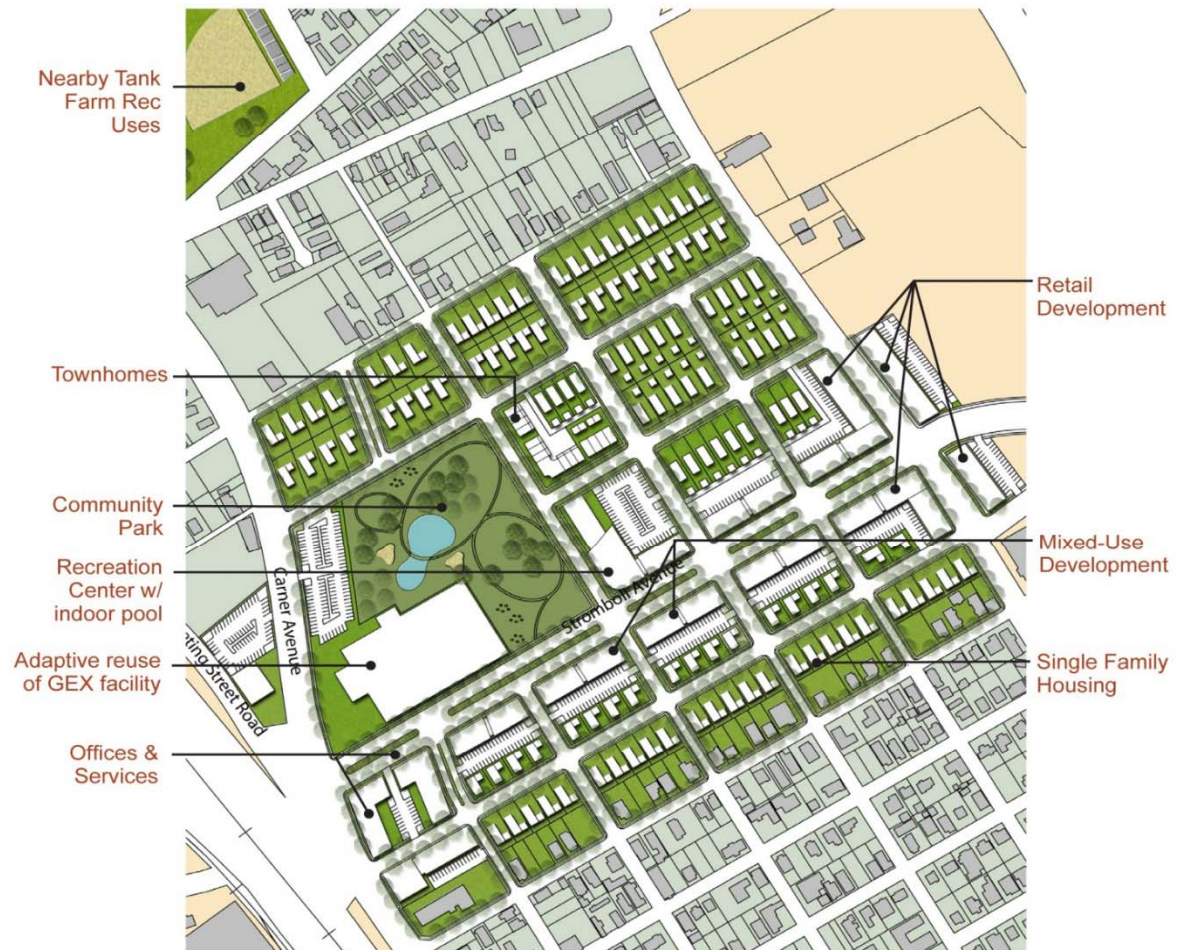 Nearby Tank
Farm Rec
Uses
Townhomes
Community
Park
Recreation
Center w/
indoor pool
Adaptive reuse
of GEX facility
Offices &
Services
Retail
Development
Mixed-Use
Development
Single Family
Housing
Stromboli Avenue
Carner Avenue
Street Road